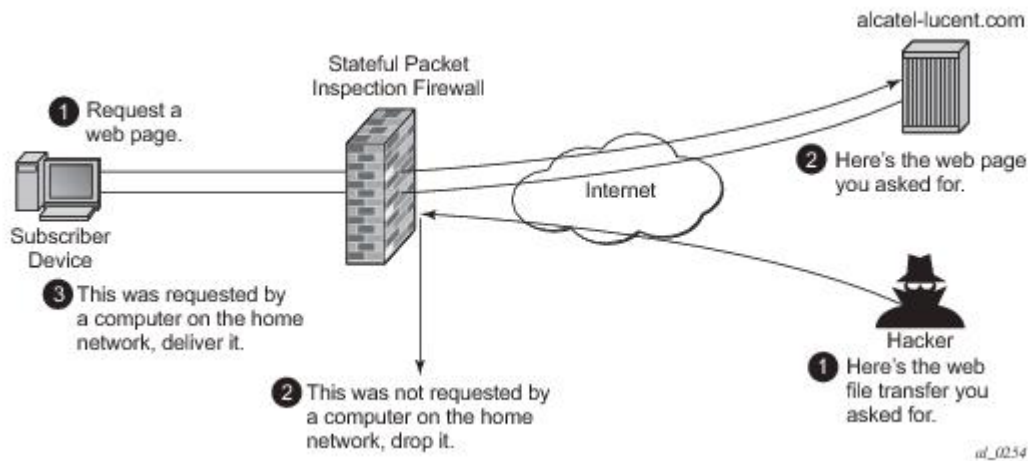 alcatel-lucent.com
Stateful Packet
Inspection Firewall
1 Request a
web page.
2 Here's the web page
you asked for.
Internet
Subscriber
Device
3 This was requested by
a computer on the home
network, deliver it.
Hacker
1 Here's the web
file transfer you
asked for.
2 This was not requested by
a computer on the home
network, drop it.
al_0254